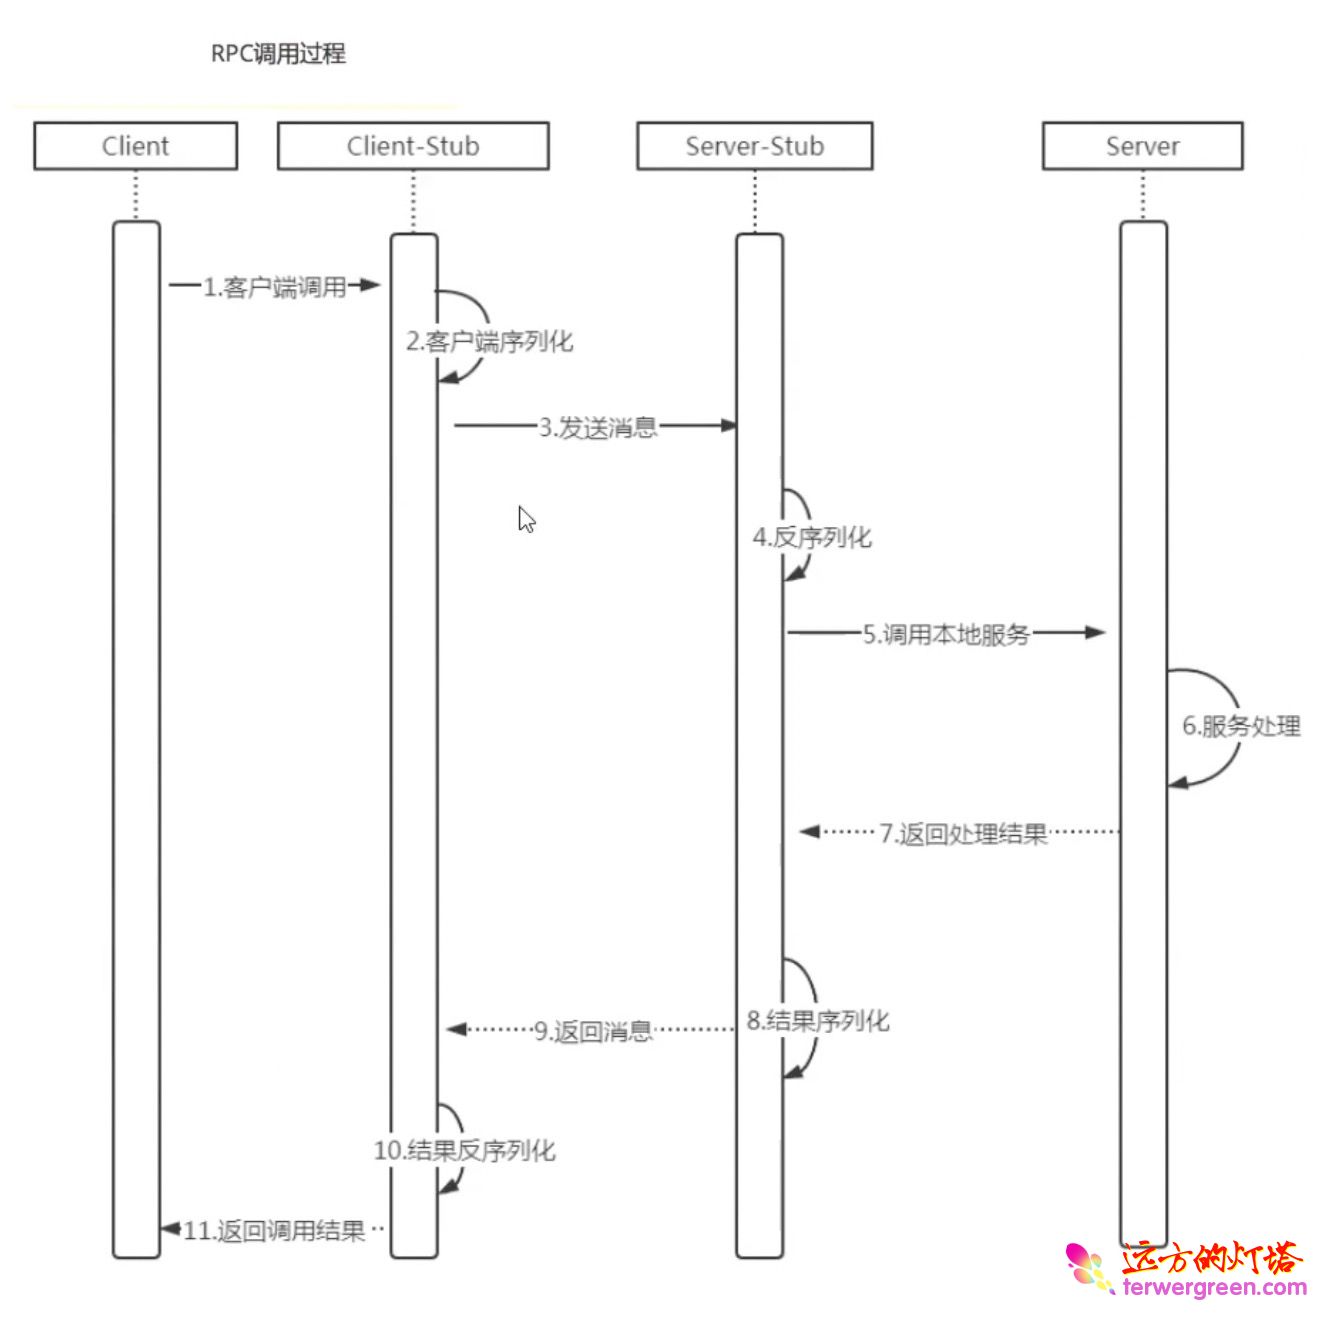 RPC调用过程
Client
Client-Stub
Server-Stub
Server
1.客户端调用
2.客户端序列化
3.发送消息
4.反序列化
5.调用本地服务
6.服务处理
7.返回处理结果
8.结果序列化
9.返回消息
10.结果反序列化
11.返回调用结果
远方的灯塔
terwergreen.com